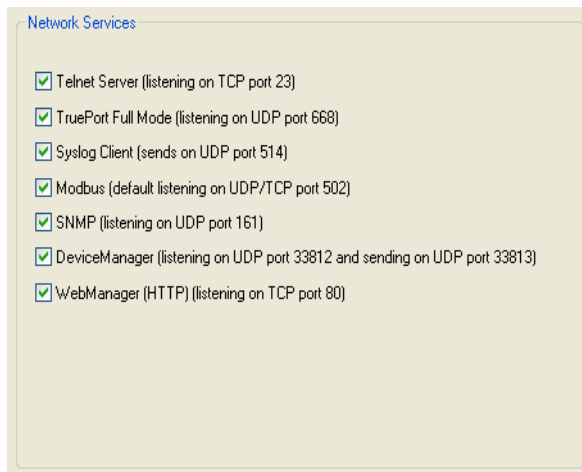 Network Services
Telnet Server (listening on TCP port 23)
TruePort Full Mode (listening on UDP port 668)
Syslog Client (sends on UDP port 514)
Modbus (default listening on UDP/TCP port 502)
SNMP (listening on UDP port 161)
DeviceManager (listening on UDP port 33812 and sending on UDP port 33813)
WebManager (HTTP) (listening on TCP port 80)